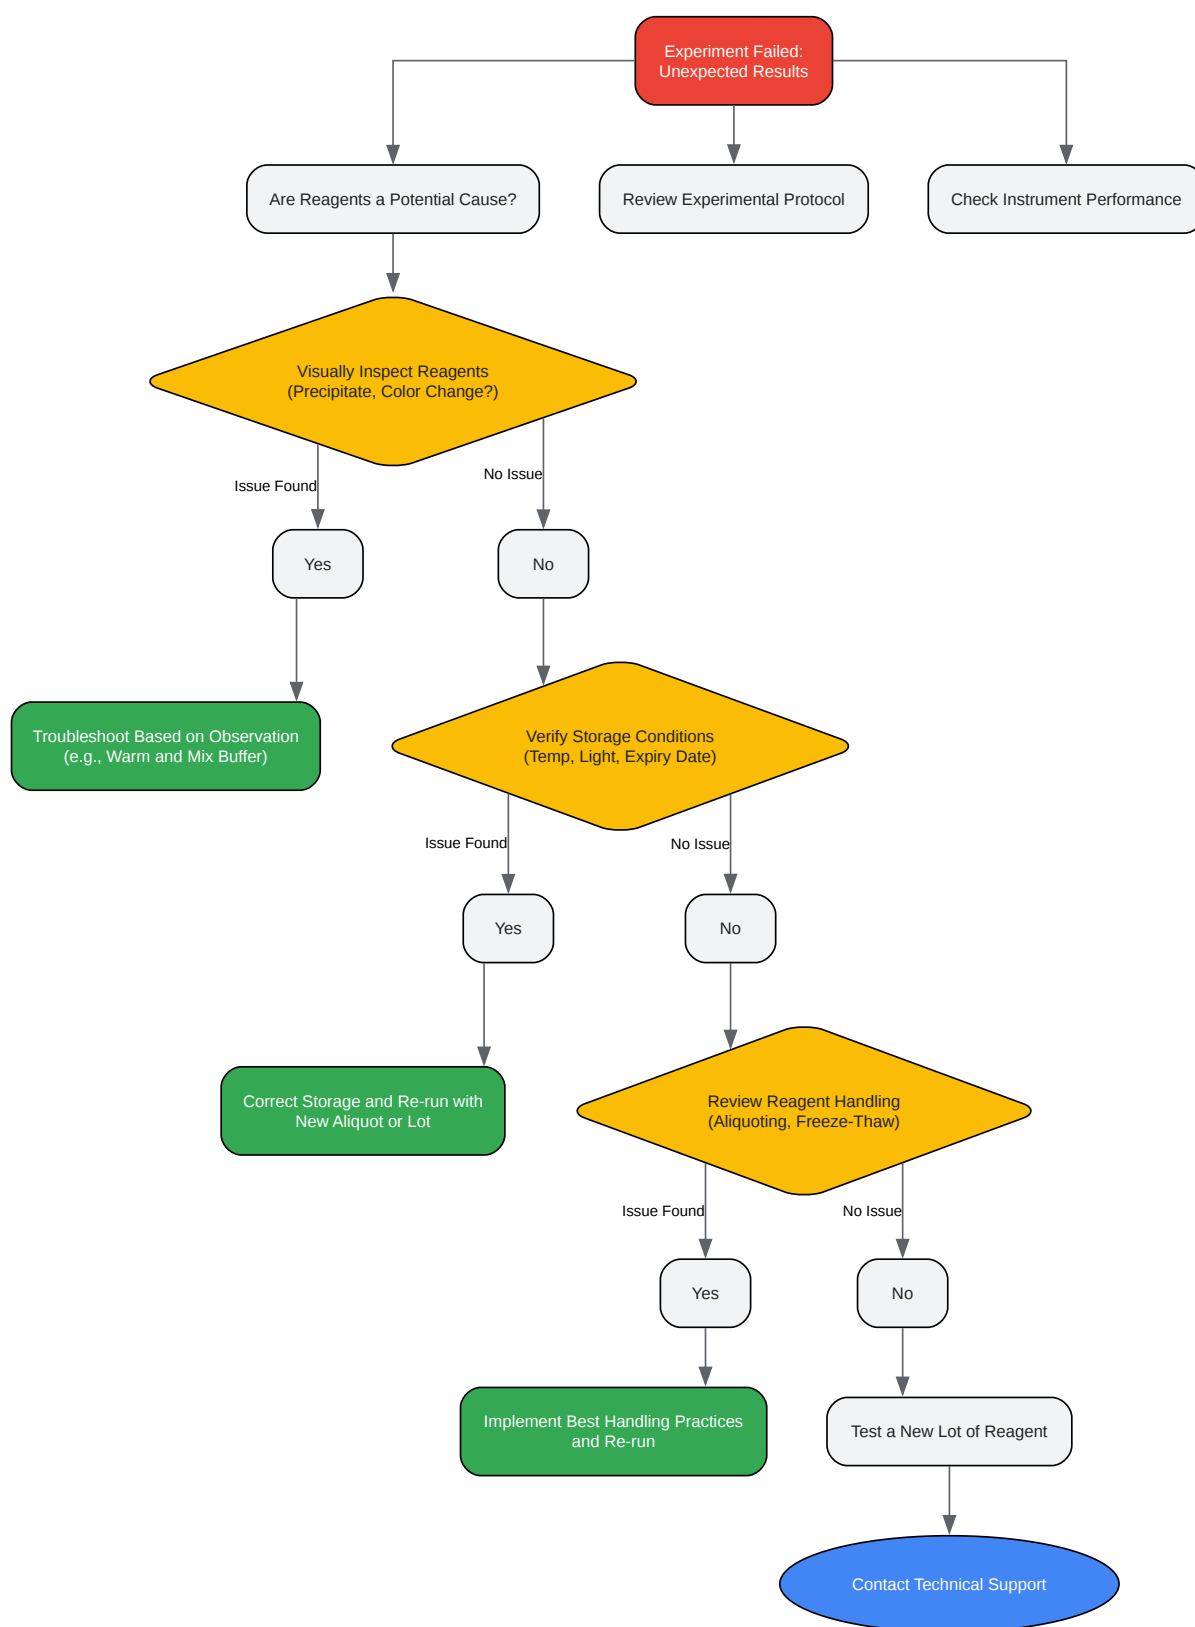 Experiment Failed:
Unexpected Results
Are Reagents a Potential Cause?
Review Experimental Protocol
Check Instrument Performance
Visually Inspect Reagents
(Precipitate, Color Change?)
Issue Found
No Issue
Yes
No
Troubleshoot Based on Observation
(e.g., Warm and Mix Buffer)
Verify Storage Conditions
(Temp, Light, Expiry Date)
Issue Found
No Issue
Yes
No
Correct Storage and Re-run with
New Aliquot or Lot
Review Reagent Handling
(Aliquoting, Freeze-Thaw)
Issue Found
No Issue
Yes
No
Implement Best Handling Practices
and Re-run
Test a New Lot of Reagent
Contact Technical Support